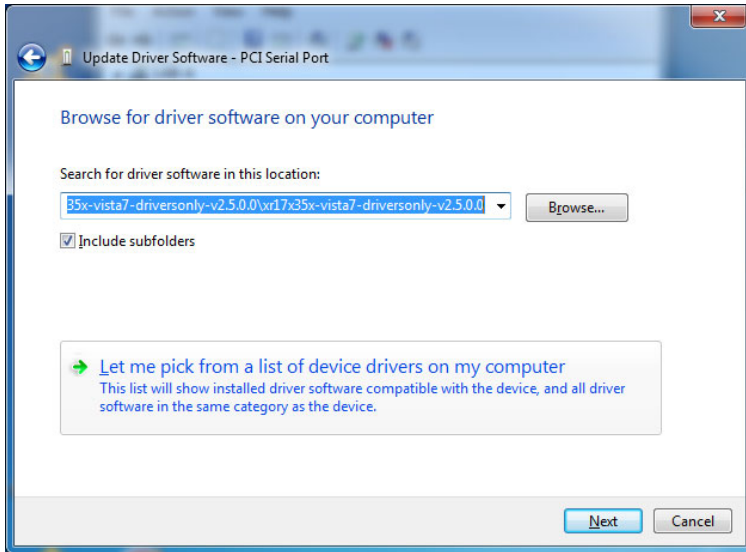 Update Driver Software - PCI Serial Port
Browse for driver software on your computer
Search for driver software in this location:
35x-vista7-driversonly-v2.5.0.0\xr17x35x-vista7-driversonly-v2.5.0.0
Browse...
Include subfolders
Let me pick from a list of device drivers on my computer
This list will show installed driver software compatible with the device, and all driver
software in the same category as the device.
Next
Cancel